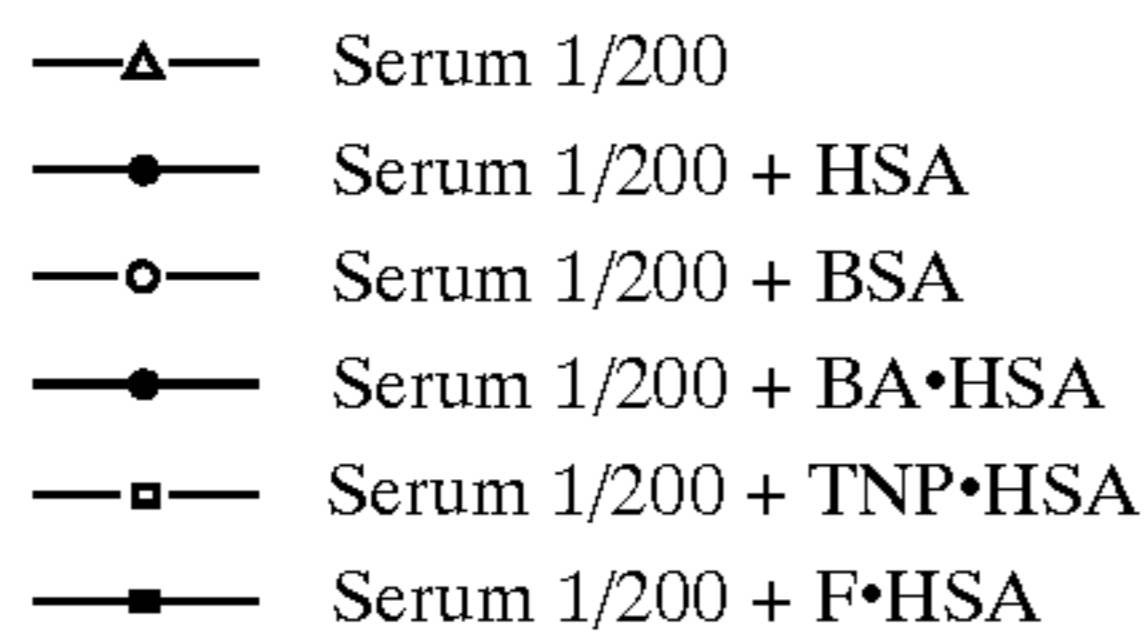 Serum 1/200
Serum 1/200 + HSA
Serum 1/200 + BSA
Serum 1/200 + BA•HSA
Serum 1/200 + TNP•HSA
Serum 1/200 + F•HSA